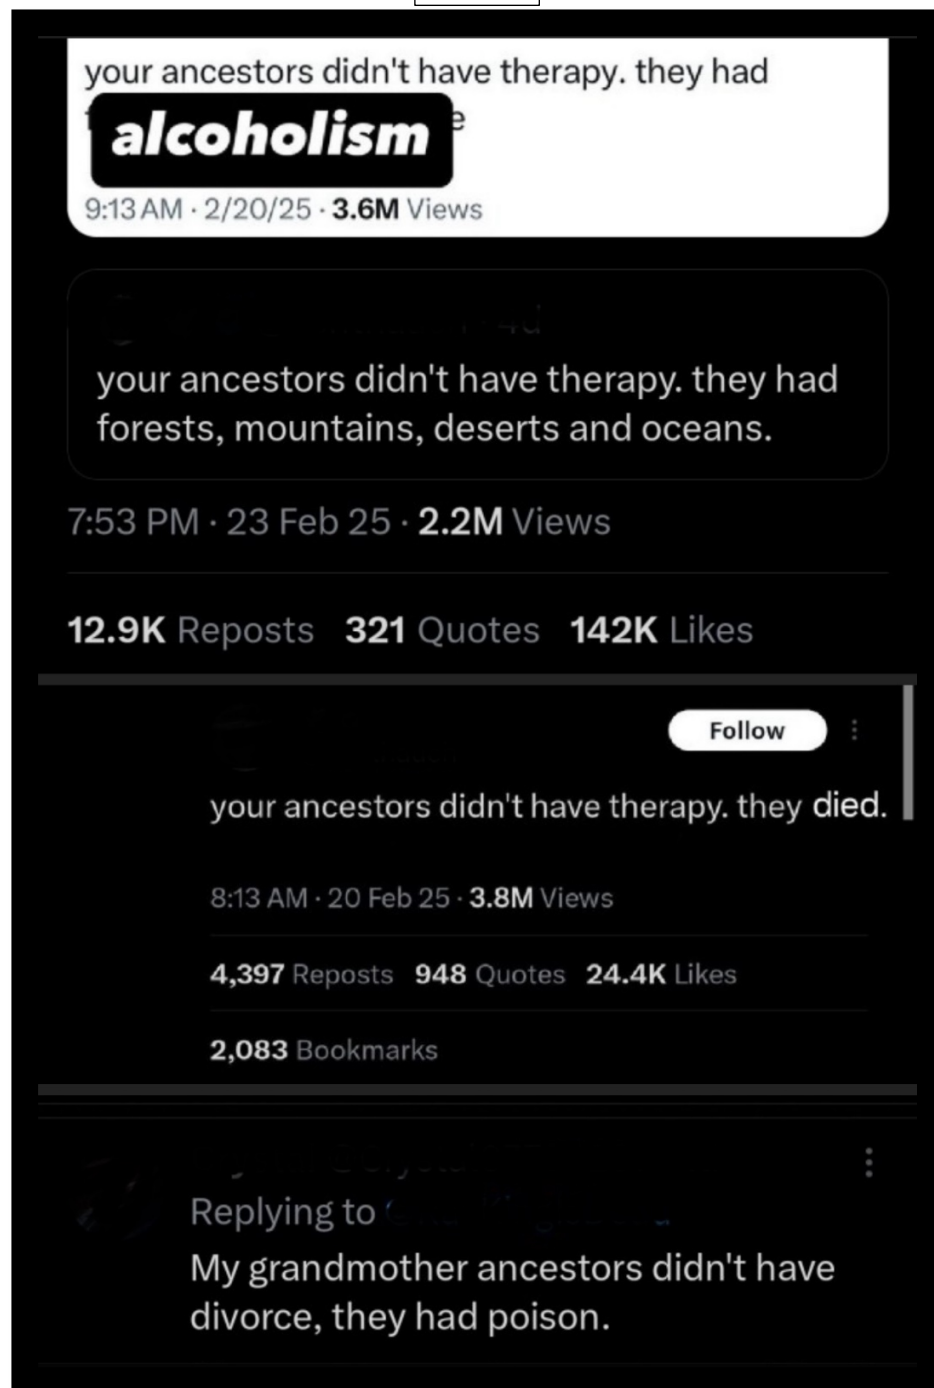 your ancestors didn't have therapy. they had
alcoholism
9:13 AM · 2/20/25 · 3.6M Views
your ancestors didn't have therapy. they had
forests, mountains, deserts and oceans.
7:53 PM · 23 Feb 25 · 2.2M Views
12.9K Reposts 321 Quotes 142K Likes
Follow
your ancestors didn't have therapy. they died.
8:13 AM · 20 Feb 25 · 3.8M Views
4,397 Reposts 948 Quotes 24.4K Likes
2,083 Bookmarks
Replying to
My grandmother ancestors didn't have
divorce, they had poison.